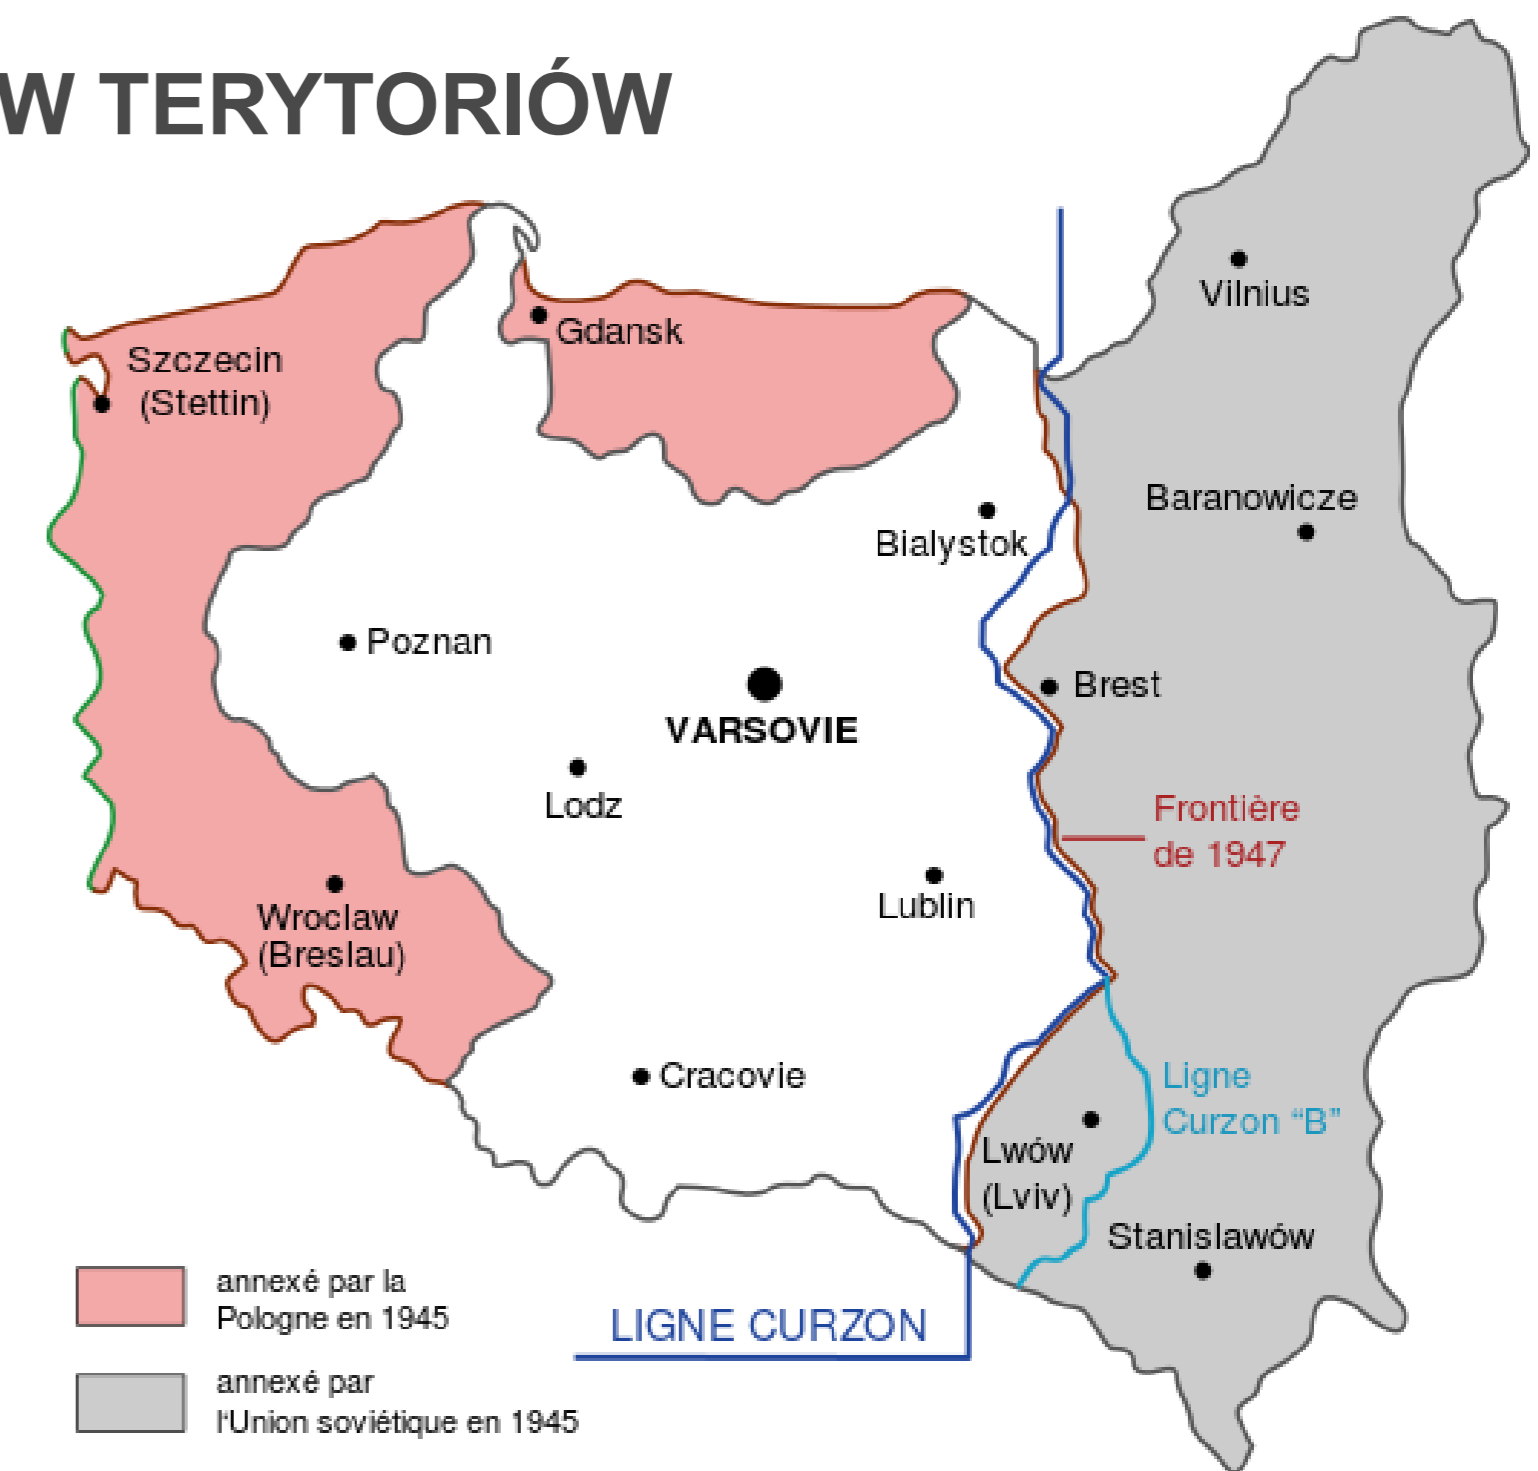 W TERYTORIÓW
Vilnius
Gdansk
Szczecin
(Stettin)
Baranowicze
Bialystok
Poznan
Brest
VARSOVIE
Lodz
Frontière
de 1947
Lublin
Wroclaw
(Breslau)
Cracovie
Ligne
Curzon “B”
Lwów
(Lviv)
Stanislawów
annexé par la
Pologne en 1945
LIGNE CURZON
annexé par
l'Union soviétique en 1945